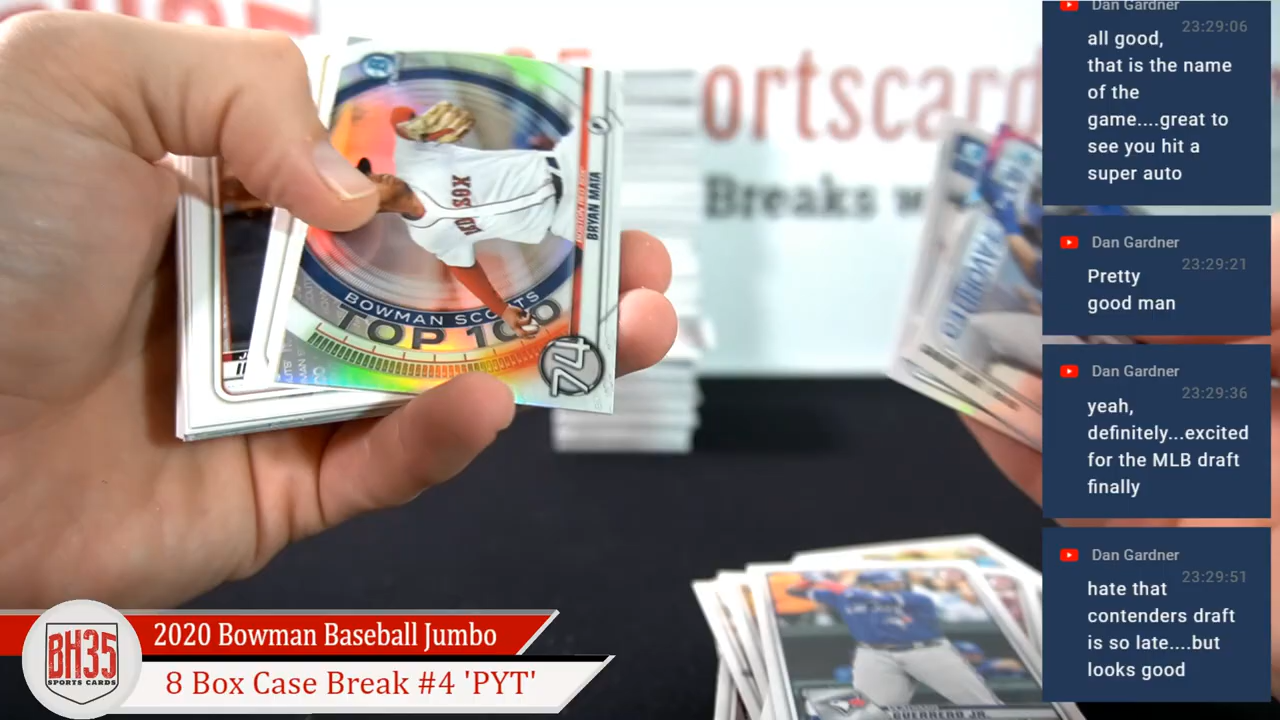 ortscard
Breaks w
BRYAN MATA
RED SOX
BOWMAN SCOUTS
TOP 100
74
GUERRERO JR.
Dan Gardner
23:29:06
all good,
that is the name
of the
game....great to
see you hit a
super auto
Dan Gardner
23:29:21
Pretty
good man
Dan Gardner
23:29:36
yeah,
definitely...excited
for the MLB draft
finally
Dan Gardner
23:29:51
hate that
contenders draft
is so late....but
looks good
BH35
SPORTS CARDS
2020 Bowman Baseball Jumbo
8 Box Case Break #4 'PYT'